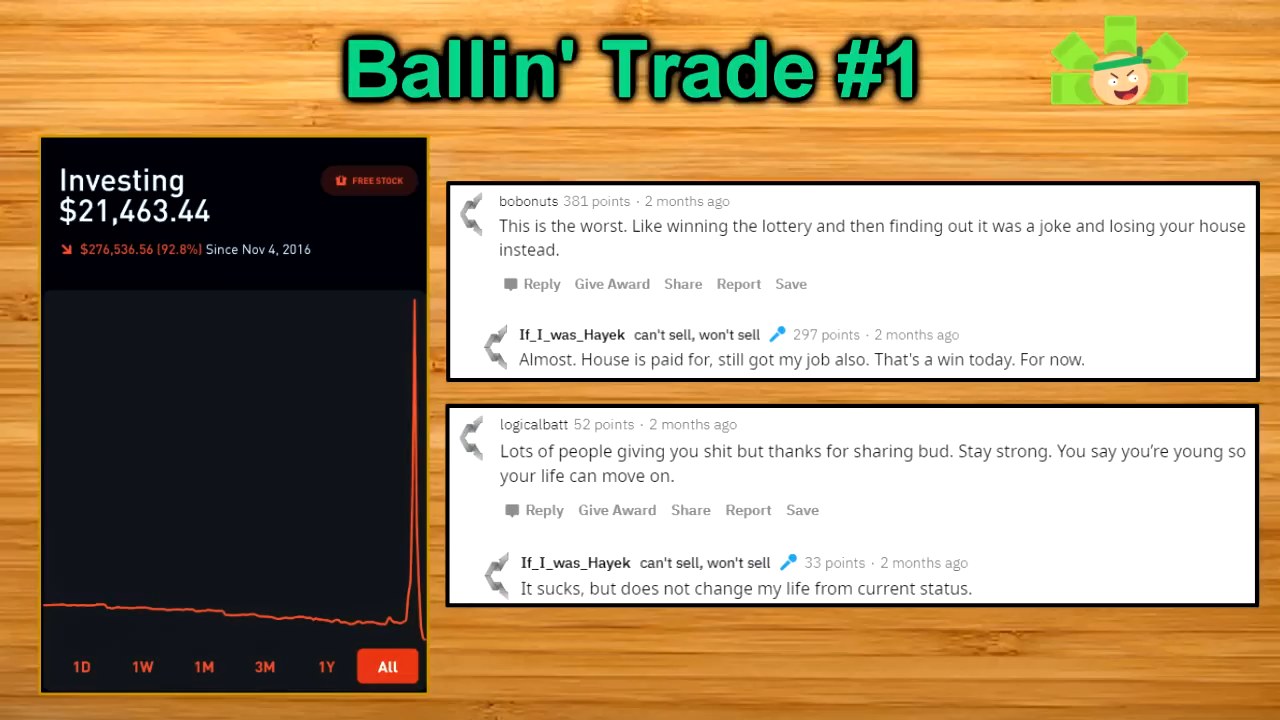 Ballin' Trade #1
Investing
$21,463.44
FREE STOCK
$276,536.56 (92.8%) Since Nov 4, 2016
1D 1W 1M 3M 1Y All
bobonuts 381 points · 2 months ago
This is the worst. Like winning the lottery and then finding out it was a joke and losing your house
instead.
Reply Give Award Share Report Save
If_I_was_Hayek can't sell, won't sell 297 points · 2 months ago
Almost. House is paid for, still got my job also. That's a win today. For now.
logicalbatt 52 points · 2 months ago
Lots of people giving you shit but thanks for sharing bud. Stay strong. You say you’re young so
your life can move on.
Reply Give Award Share Report Save
If_I_was_Hayek can't sell, won't sell 33 points · 2 months ago
It sucks, but does not change my life from current status.